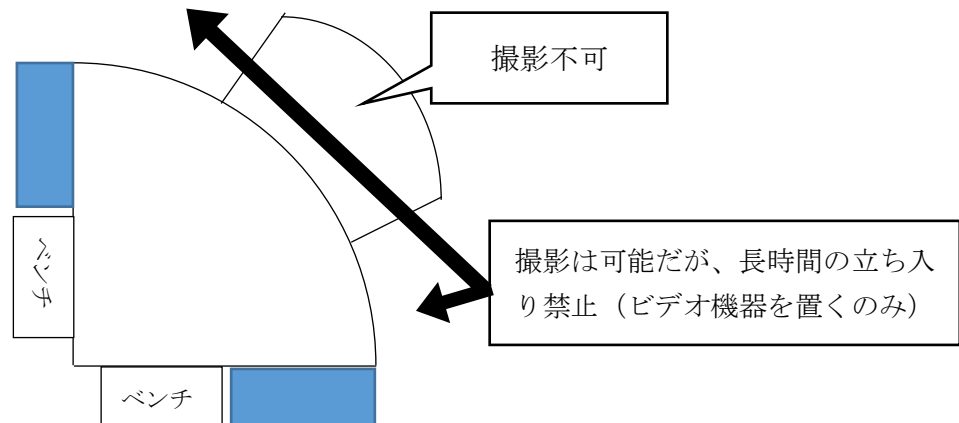 撮影不可
ベンチ
撮影は可能だが、長時間の立ち入
り禁止（ビデオ機器を置くのみ）
ベンチ